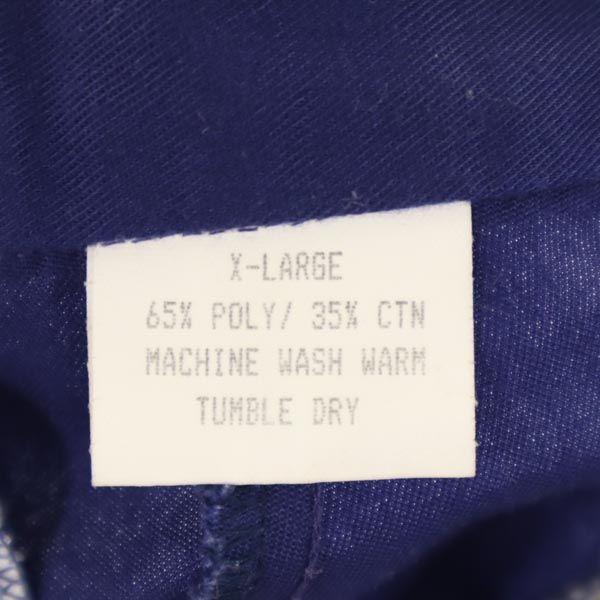 X-LARGE
65% POLY/ 35% CTN
MACHINE WASH WARM
TUMBLE DRY